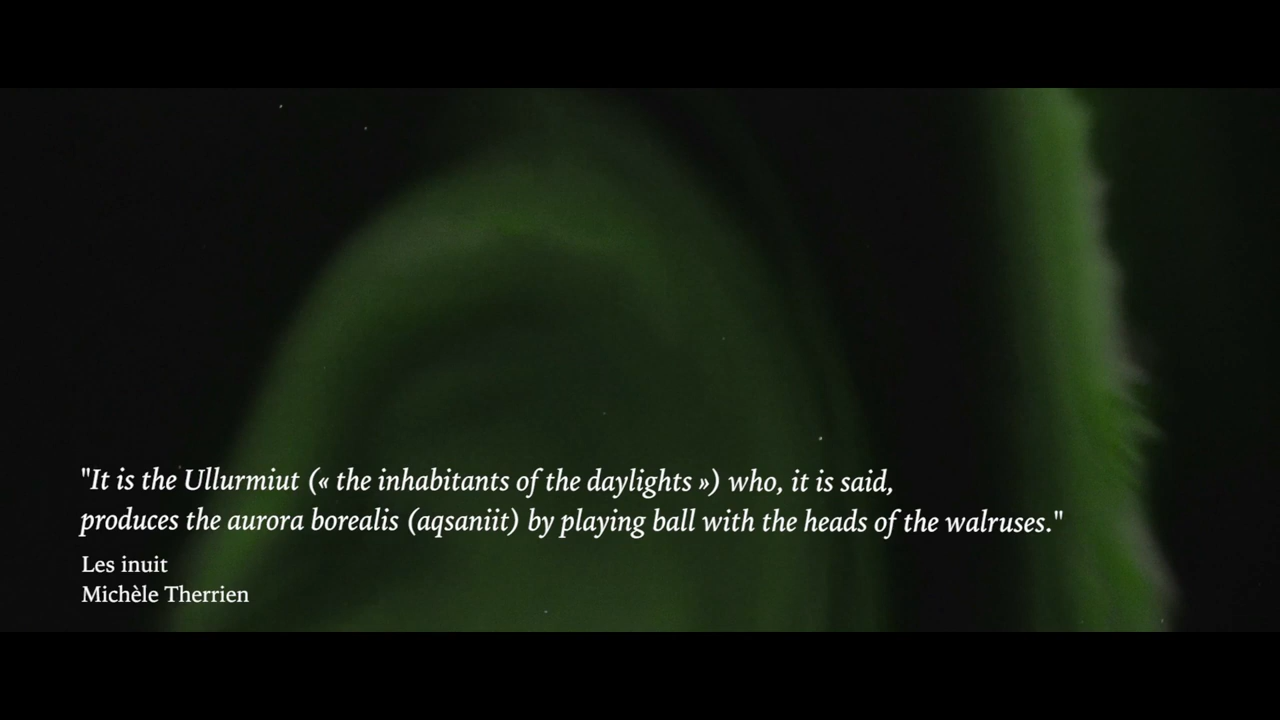 "It is the Ullurmiut (« the inhabitants of the daylights ») who, it is said,
produces the aurora borealis (aqsaniit) by playing ball with the heads of the walruses."
Les inuit
Michèle Therrien